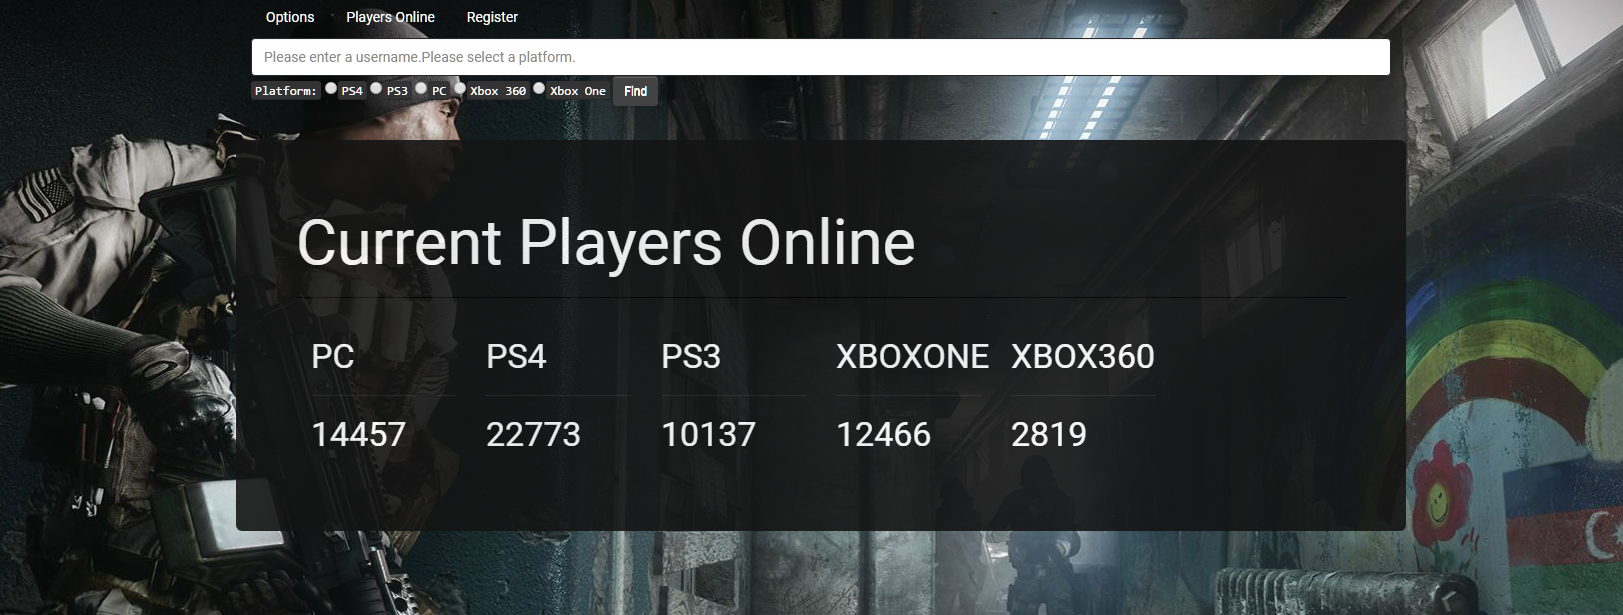 Options Players Online Register
Please enter a username.Please select a platform.
Platform: PS4 PS3 PC Xbox 360 Xbox One Find
Current Players Online
PC PS4 PS3 XBOXONE XBOX360
14457 22773 10137 12466 2819